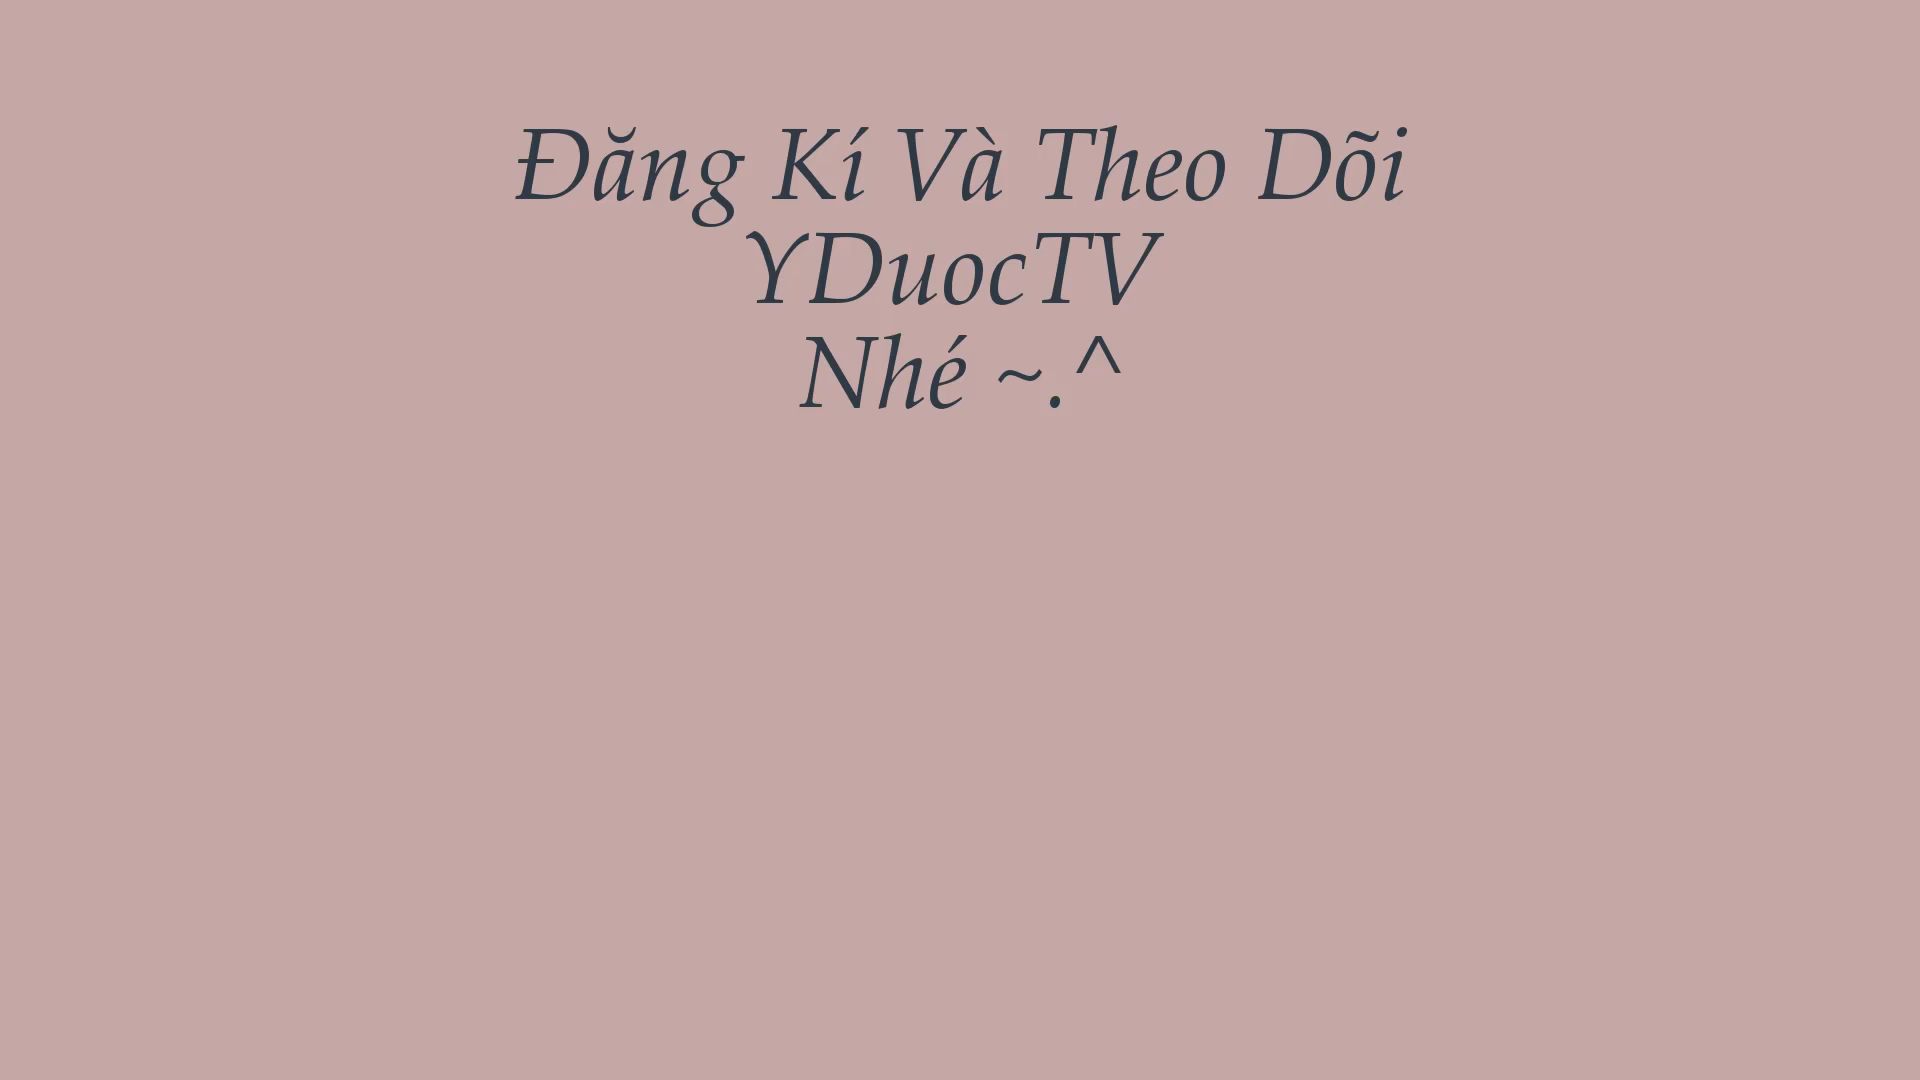 Đăng Kí Và Theo Dõi
YDuocTV
Nhé ~.^